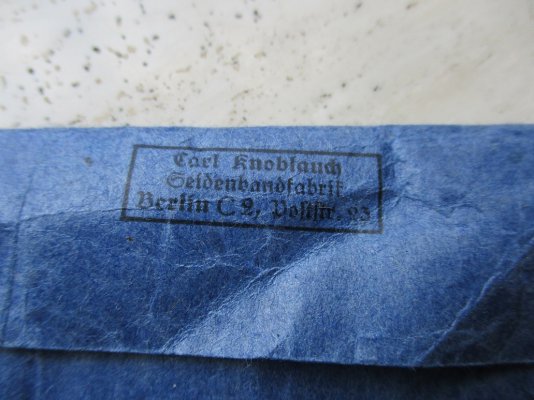 Carl Knoblauch
Seidenbandfabrik
Berlin C 2, Poststr. 23